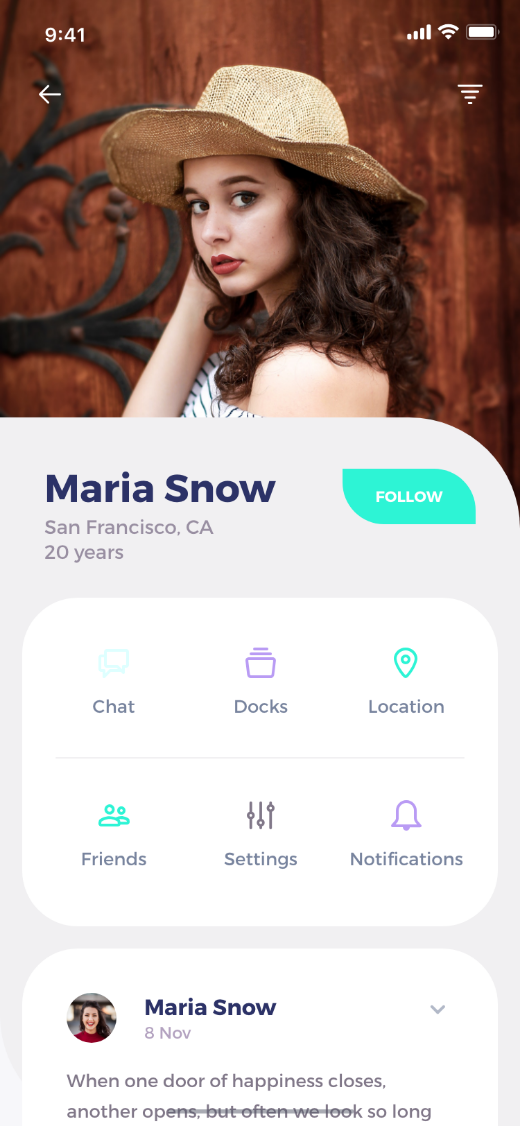 9:41
Maria Snow
FOLLOW
San Francisco, CA
20 years
Chat
Docks
Location
Friends
Settings
Notifications
Maria Snow
8 Nov
When one door of happiness closes,
another opens, but often we look so long